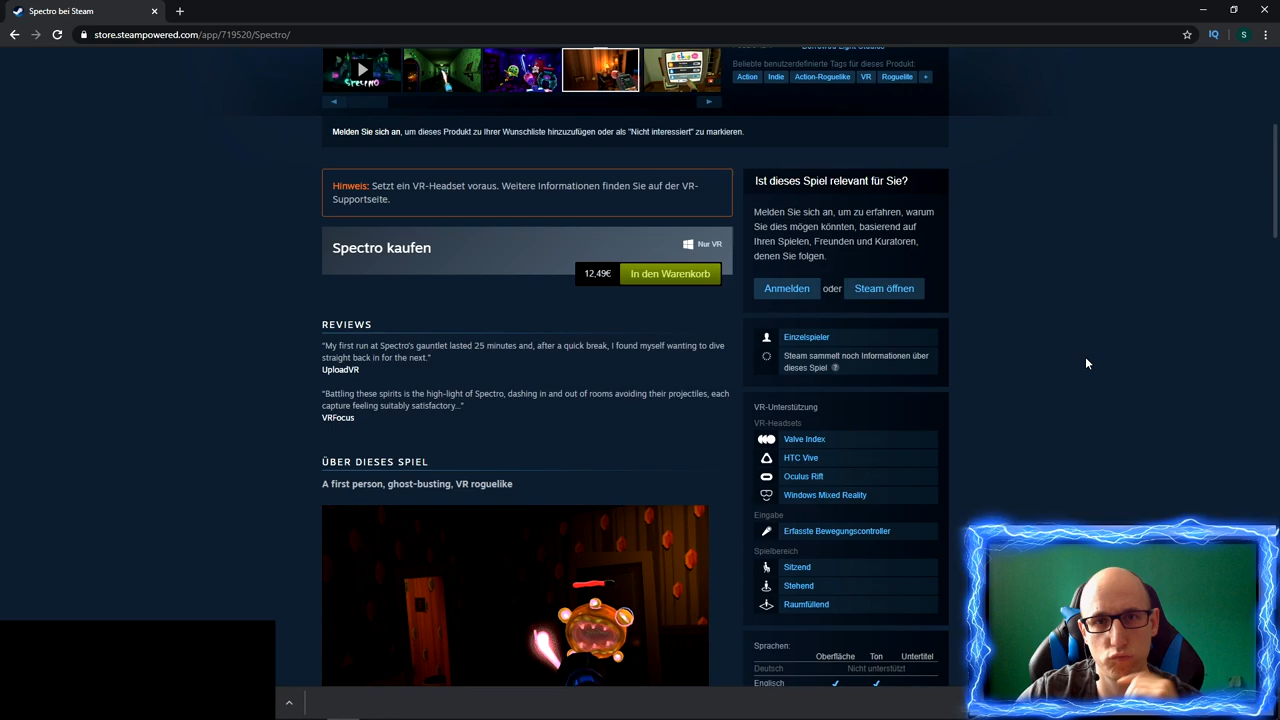 Spectro bei Steam
store.steampowered.com/app/719520/Spectro/
S
SPECTRO
Beliebte benutzerdefinierte Tags für dieses Produkt:
Action Indie Action-Roguelike VR Roguelite +
Melden Sie sich an, um dieses Produkt zu Ihrer Wunschliste hinzuzufügen oder als "Nicht interessiert" zu markieren.
Hinweis: Setzt ein VR-Headset voraus. Weitere Informationen finden Sie auf der VR-
Supportseite.
Spectro kaufen
Nur VR
12,49€ In den Warenkorb
REVIEWS
"My first run at Spectro's gauntlet lasted 25 minutes and, after a quick break, I found myself wanting to dive
straight back in for the next."
UploadVR
"Battling these spirits is the high-light of Spectro, dashing in and out of rooms avoiding their projectiles, each
capture feeling suitably satisfactory..."
VRFocus
ÜBER DIESES SPIEL
A first person, ghost-busting, VR roguelike
Ist dieses Spiel relevant für Sie?
Melden Sie sich an, um zu erfahren, warum
Sie dies mögen könnten, basierend auf
Ihren Spielen, Freunden und Kuratoren,
denen Sie folgen.
Anmelden oder Steam öffnen
Einzelspieler
Steam sammelt noch Informationen über
dieses Spiel ?
VR-Unterstützung
VR-Headsets
Valve Index
HTC Vive
Oculus Rift
Windows Mixed Reality
Eingabe
Erfasste Bewegungscontroller
Spielbereich
Sitzend
Stehend
Raumfüllend
Sprachen:
Oberfläche Ton Untertitel
Deutsch Nicht unterstützt
Englisch ✔ ✔